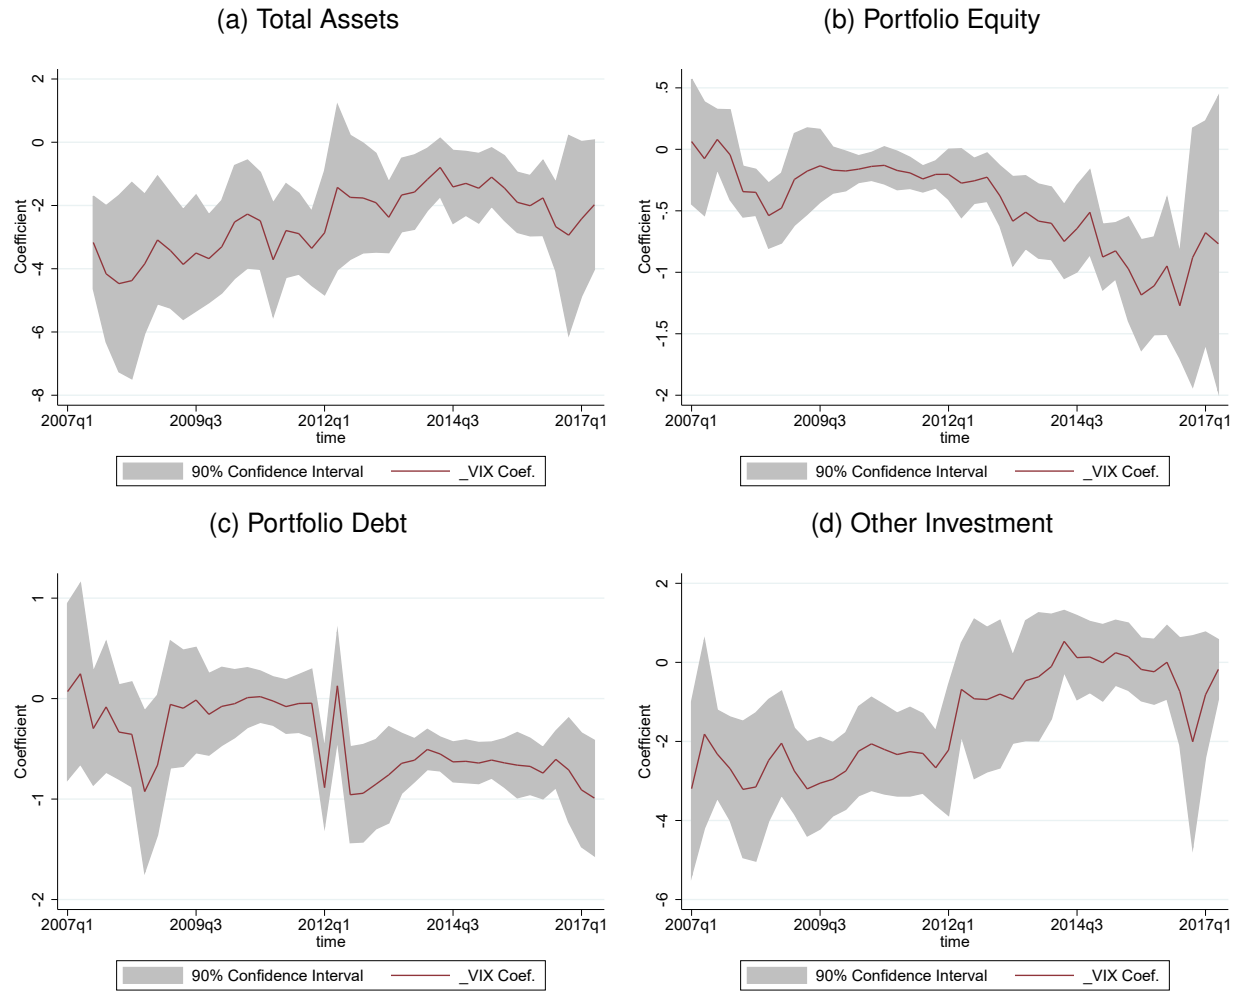 (a) Total Assets
Coefficient
2
0
-2
-4
-6
-8
2007q1 2009q3 2012q1 2014q3 2017q1
time
90% Confidence Interval _VIX Coef.
(b) Portfolio Equity
Coefficient
.5
0
-.5
-1
-1.5
-2
2007q1 2009q3 2012q1 2014q3 2017q1
time
90% Confidence Interval _VIX Coef.
(c) Portfolio Debt
Coefficient
1
0
-1
-2
2007q1 2009q3 2012q1 2014q3 2017q1
time
90% Confidence Interval _VIX Coef.
(d) Other Investment
Coefficient
2
0
-2
-4
-6
2007q1 2009q3 2012q1 2014q3 2017q1
time
90% Confidence Interval _VIX Coef.